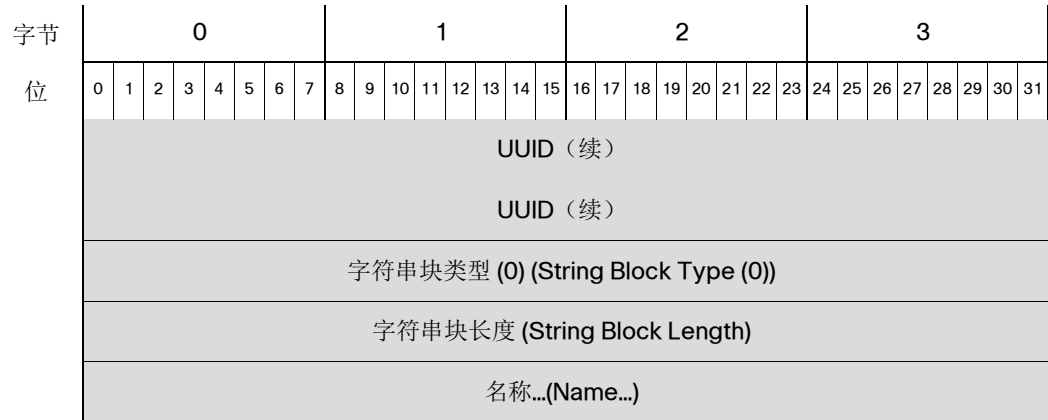 字节 0 1 2 3
位 0 1 2 3 4 5 6 7 8 9 10 11 12 13 14 15 16 17 18 19 20 21 22 23 24 25 26 27 28 29 30 31
UUID（续）
UUID（续）
字符串块类型 (0) (String Block Type (0))
字符串块长度 (String Block Length)
名称...(Name...)